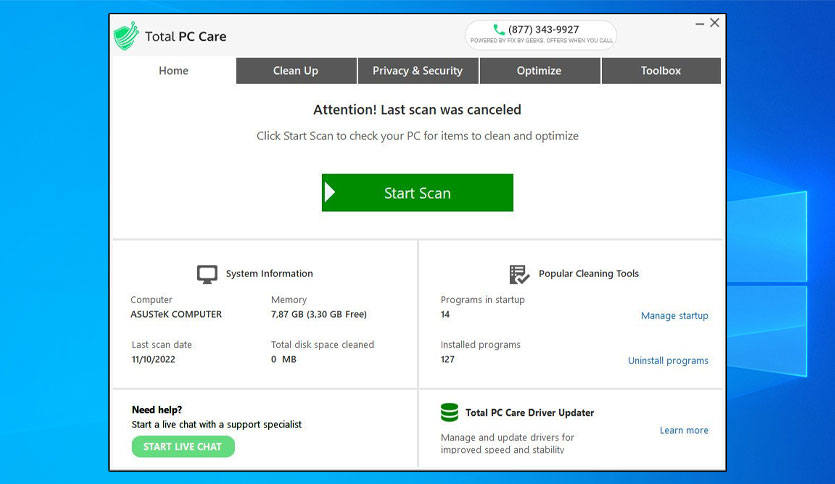 Total PC Care
(877) 343-9927
POWERED BY FIX BY GEEKS. OFFERS WHEN YOU CALL
Home
Clean Up
Privacy & Security
Optimize
Toolbox
Attention! Last scan was canceled
Click Start Scan to check your PC for items to clean and optimize
Start Scan
System Information
Computer
Memory
ASUSTeK COMPUTER
7,87 GB (3,30 GB Free)
Last scan date
Total disk space cleaned
11/10/2022
0 MB
Popular Cleaning Tools
Programs in startup
14
Manage startup
Installed programs
127
Uninstall programs
Need help?
Start a live chat with a support specialist
START LIVE CHAT
Total PC Care Driver Updater
Learn more
Manage and update drivers for
improved speed and stability